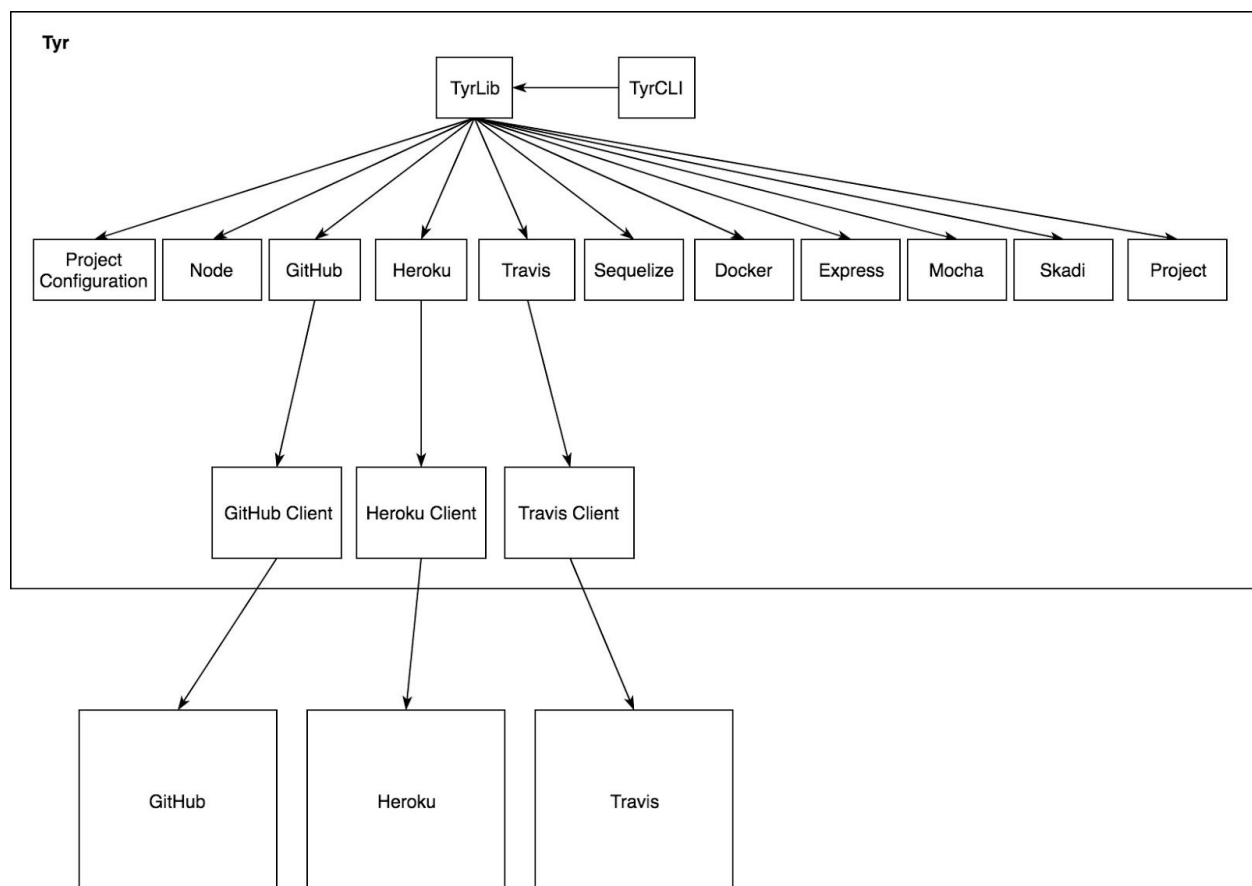 Tyr
TyrLib
TyrCLI
Project
Configuration
Node
GitHub
Heroku
Travis
Sequelize
Docker
Express
Mocha
Skadi
Project
GitHub Client
Heroku Client
Travis Client
GitHub
Heroku
Travis